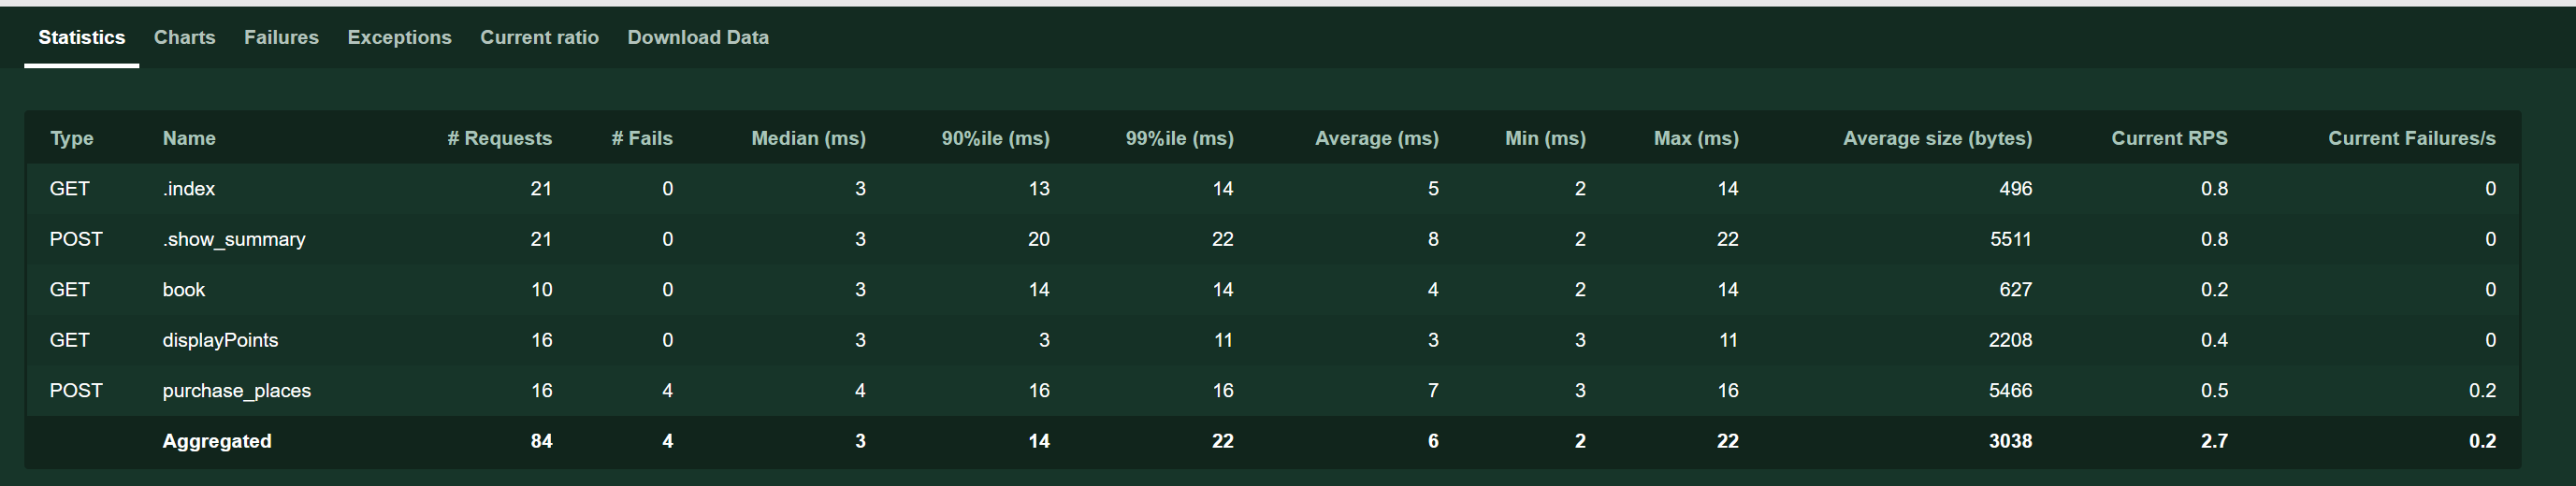 Statistics Charts Failures Exceptions Current ratio Download Data
Type Name # Requests # Fails Median (ms) 90%ile (ms) 99%ile (ms) Average (ms) Min (ms) Max (ms) Average size (bytes) Current RPS Current Failures/s
GET .index 21 0 3 13 14 5 2 14 496 0.8 0
POST .show_summary 21 0 3 20 22 8 2 22 5511 0.8 0
GET book 10 0 3 14 14 4 2 14 627 0.2 0
GET displayPoints 16 0 3 3 11 3 3 11 2208 0.4 0
POST purchase_places 16 4 4 16 16 7 3 16 5466 0.5 0.2
Aggregated 84 4 3 14 22 6 2 22 3038 2.7 0.2